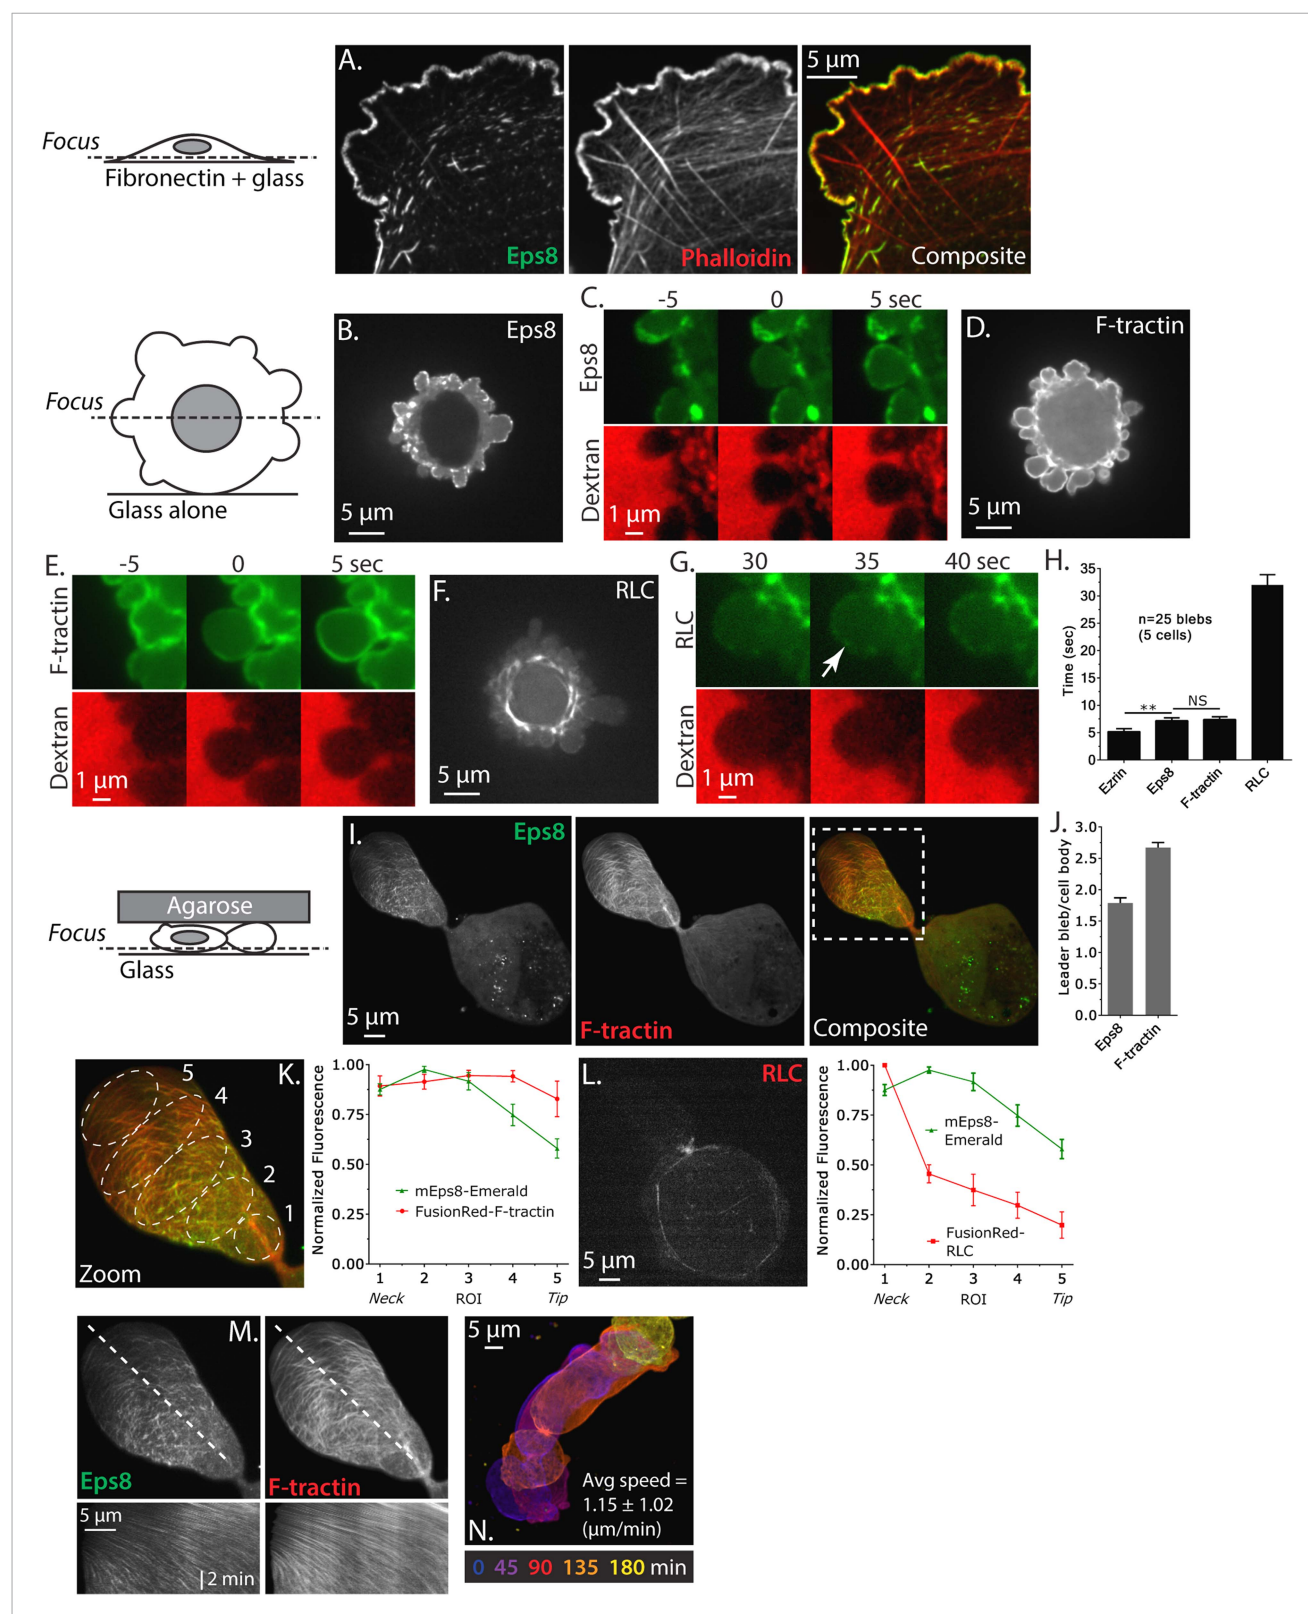 A.
5 µm
Focus
Fibronectin + glass
Eps8
Phalloidin
Composite
B.
Eps8
C.
-5 0 5 sec
Eps8
Dextran
1 µm
D.
F-tractin
Focus
Glass alone
5 µm
5 µm
E.
-5 0 5 sec
F-tractin
Dextran
1 µm
F.
RLC
5 µm
G.
30 35 40 sec
RLC
Dextran
1 µm
H.
35
30
25
20
15
10
5
0
Time (sec)
n=25 blebs
(5 cells)
**
NS
Ezrin
Eps8
F-tractin
RLC
Agarose
Focus
Glass
I.
Eps8
5 µm
F-tractin
Composite
J.
3.0
2.5
2.0
1.5
1.0
0.5
0.0
Leader bleb/cell body
Eps8
F-tractin
K.
5
4
3
2
1
Zoom
1.00
0.75
0.50
0.25
0.00
Normalized Fluorescence
mEps8-Emerald
FusionRed-F-tractin
1 2 3 4 5
Neck ROI Tip
L.
RLC
5 µm
1.00
0.75
0.50
0.25
0.00
Normalized Fluorescence
mEps8-
Emerald
FusionRed-
RLC
1 2 3 4 5
Neck ROI Tip
M.
Eps8
F-tractin
5 µm
2 min
5 µm
Avg speed =
1.15 ± 1.02
(µm/min)
N.
0 45 90 135 180 min